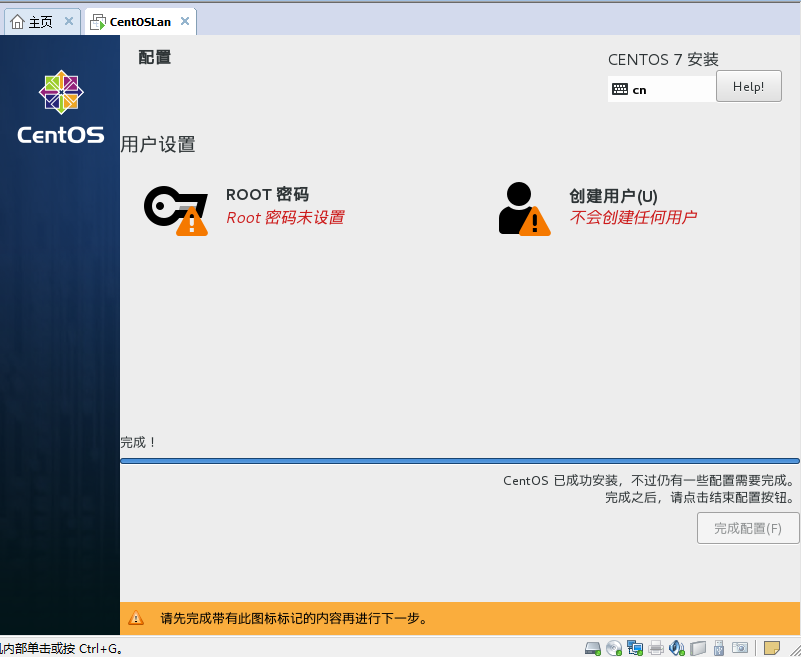 主页
CentOSLan
CentOS
配置
CENTOS 7 安装
cn
Help!
用户设置
ROOT 密码
Root 密码未设置
创建用户(U)
不会创建任何用户
完成！
CentOS 已成功安装，不过仍有一些配置需要完成。
完成之后，请点击结束配置按钮。
完成配置(F)
请先完成带有此图标标记的内容再进行下一步。
内部单击或按 Ctrl+G。